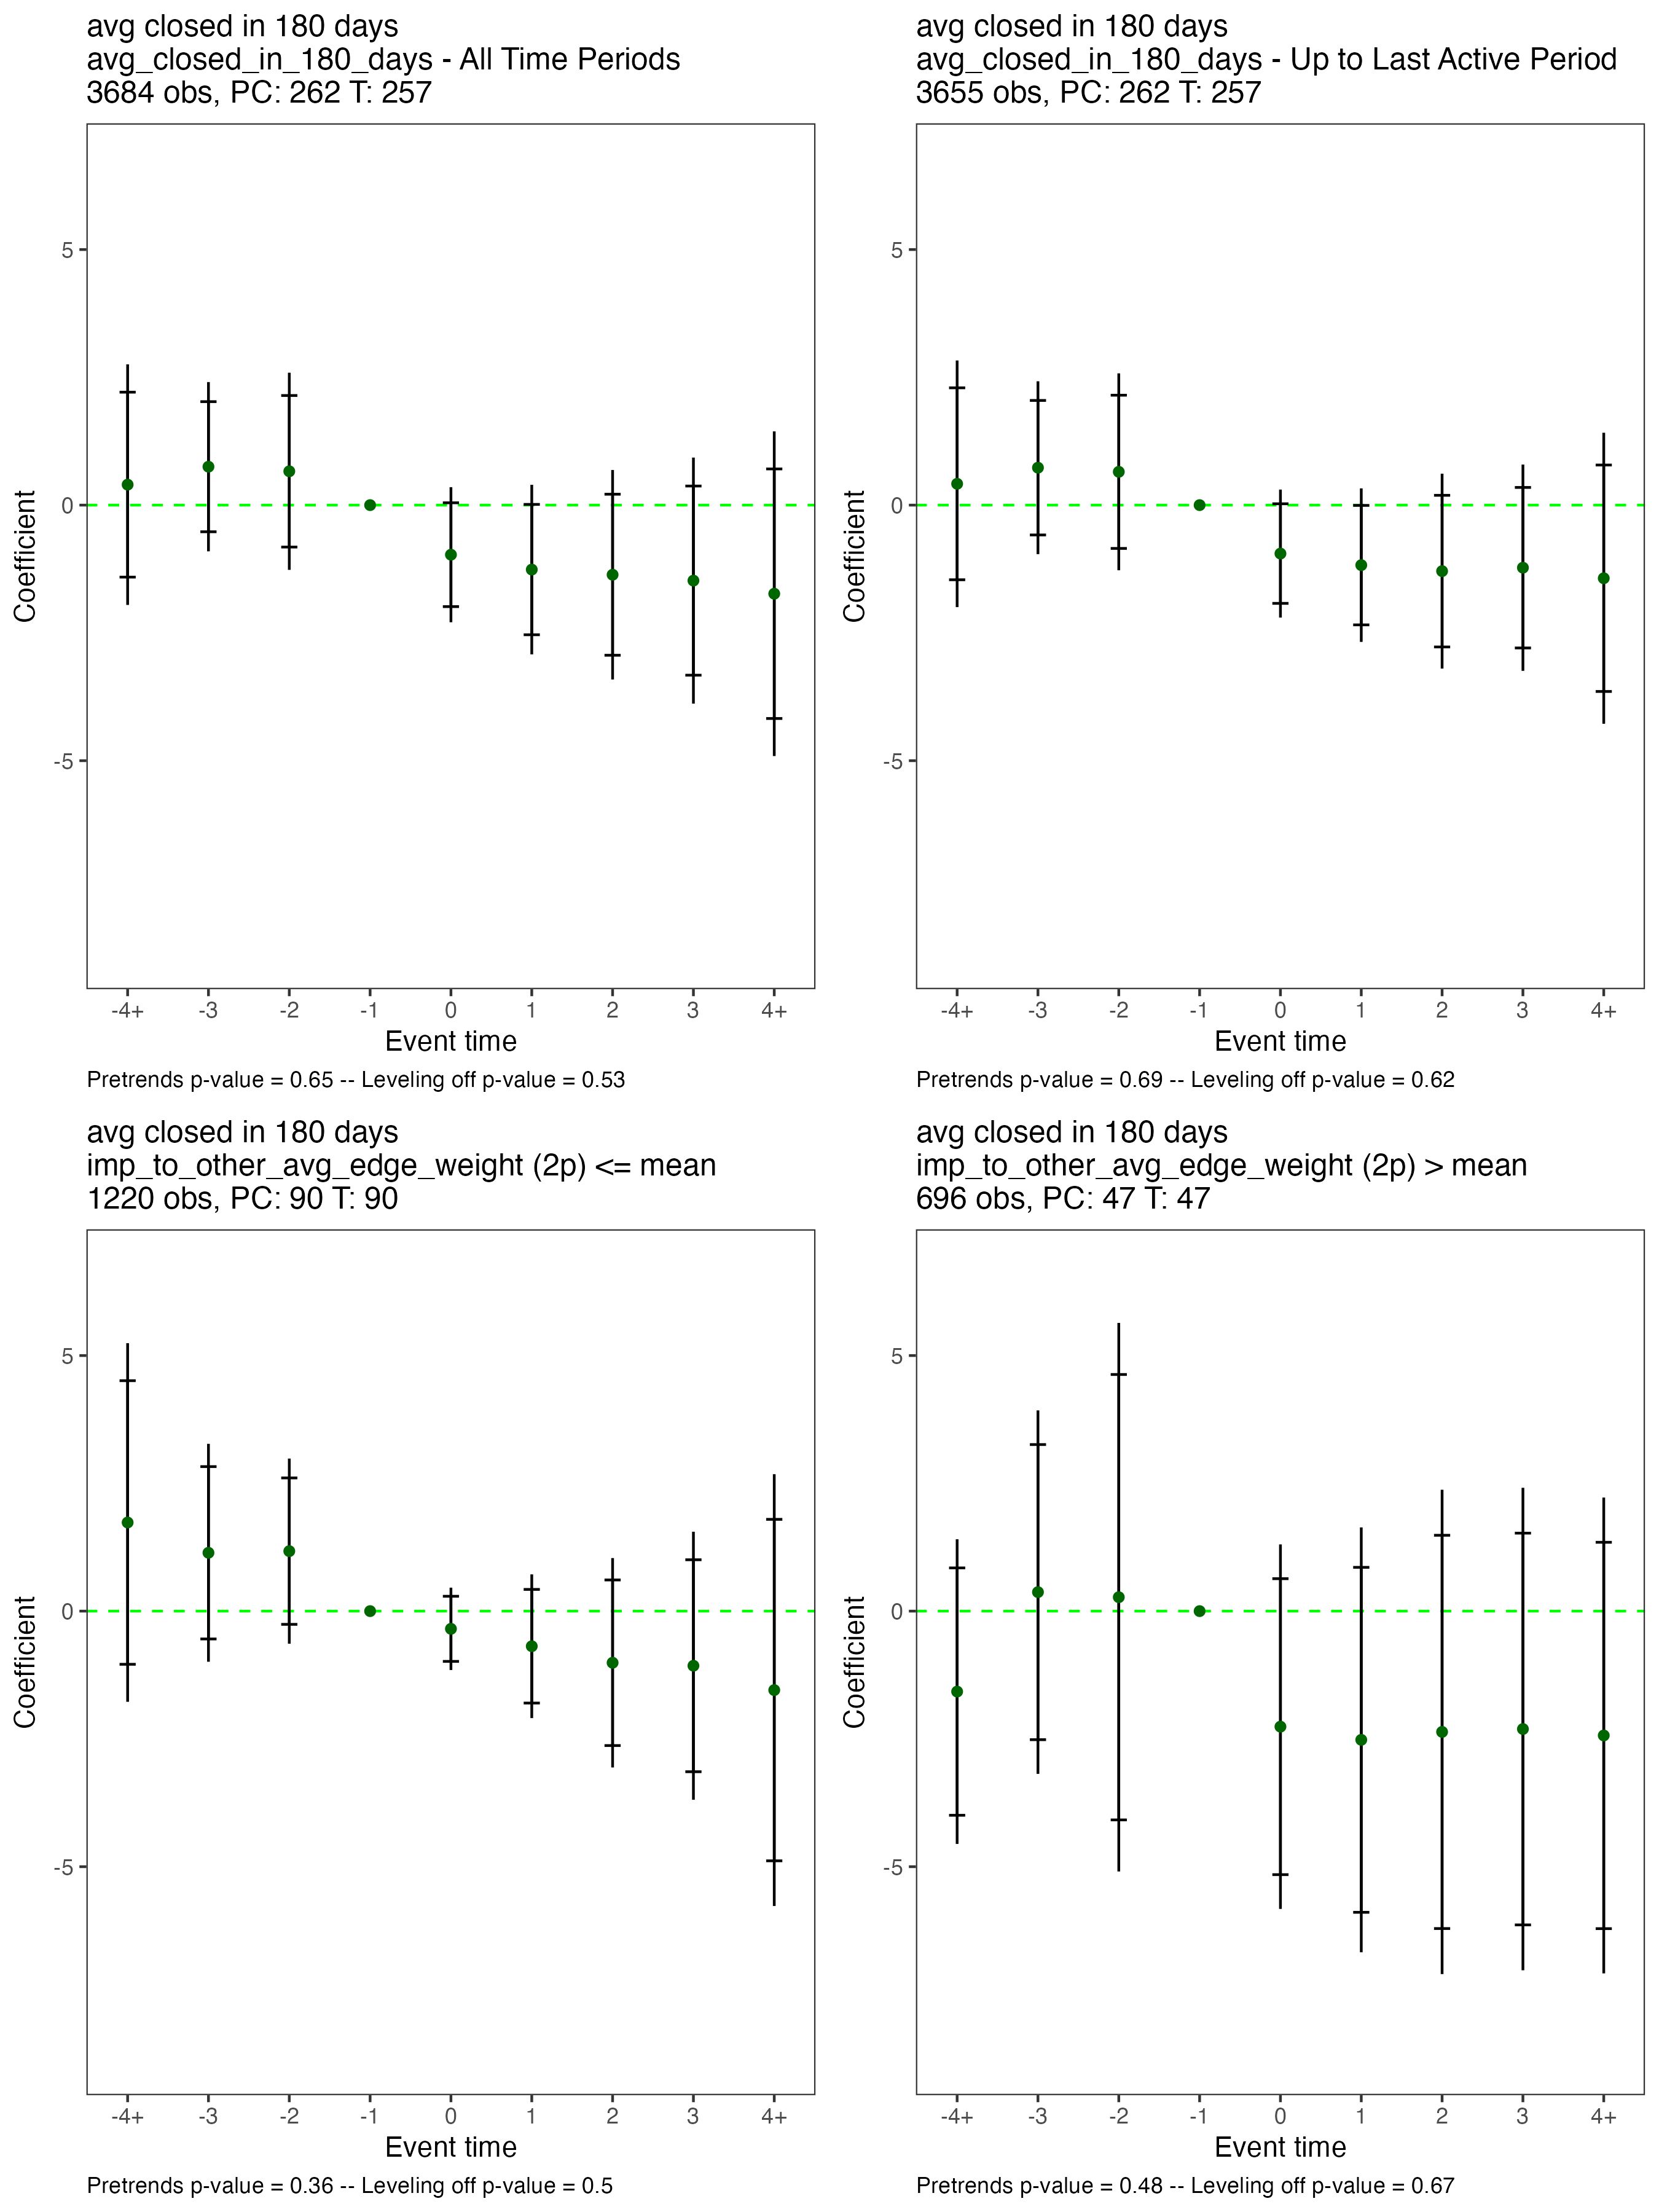 avg closed in 180 days
avg_closed_in_180_days - All Time Periods
3684 obs, PC: 262 T: 257
5
0
-5
Coefficient
-4+ -3 -2 -1 0 1 2 3 4+
Event time
Pretrends p-value = 0.65 -- Leveling off p-value = 0.53
avg closed in 180 days
avg_closed_in_180_days - Up to Last Active Period
3655 obs, PC: 262 T: 257
5
0
-5
Coefficient
-4+ -3 -2 -1 0 1 2 3 4+
Event time
Pretrends p-value = 0.69 -- Leveling off p-value = 0.62
avg closed in 180 days
imp_to_other_avg_edge_weight (2p) <= mean
1220 obs, PC: 90 T: 90
5
0
-5
Coefficient
-4+ -3 -2 -1 0 1 2 3 4+
Event time
Pretrends p-value = 0.36 -- Leveling off p-value = 0.5
avg closed in 180 days
imp_to_other_avg_edge_weight (2p) > mean
696 obs, PC: 47 T: 47
5
0
-5
Coefficient
-4+ -3 -2 -1 0 1 2 3 4+
Event time
Pretrends p-value = 0.48 -- Leveling off p-value = 0.67